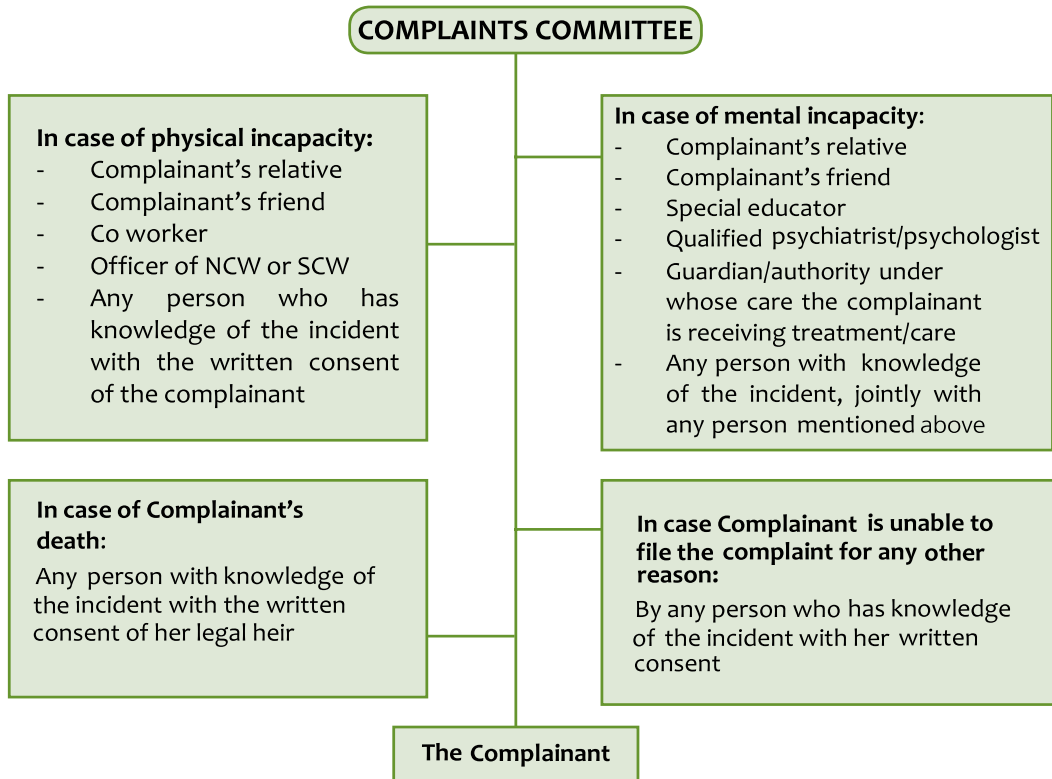 COMPLAINTS COMMITTEE
In case of physical incapacity:
- Complainant's relative
- Complainant's friend
- Co worker
- Officer of NCW or SCW
- Any person who has
knowledge of the incident
with the written consent
of the complainant
In case of mental incapacity:
- Complainant's relative
- Complainant's friend
- Special educator
- Qualified psychiatrist/psychologist
- Guardian/authority under
whose care the complainant
is receiving treatment/care
- Any person with knowledge
of the incident, jointly with
any person mentioned above
In case of Complainant's
death:
Any person with knowledge of
the incident with the written
consent of her legal heir
In case Complainant is unable to
file the complaint for any other
reason:
By any person who has knowledge
of the incident with her written
consent
The Complainant